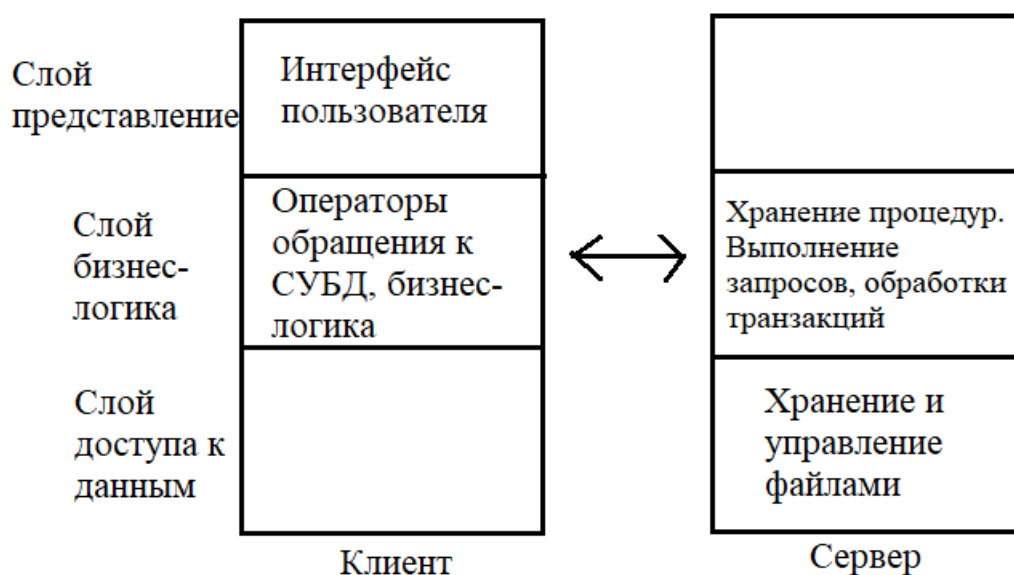 Слой
представление
Интерфейс
пользователя
Слой
бизнес-
логика
Операторы
обращения к
СУБД, бизнес-
логика
Хранение процедур.
Выполнение
запросов, обработки
транзакций
Слой
доступа к
данным
Хранение и
управление
файлами
Клиент
Сервер